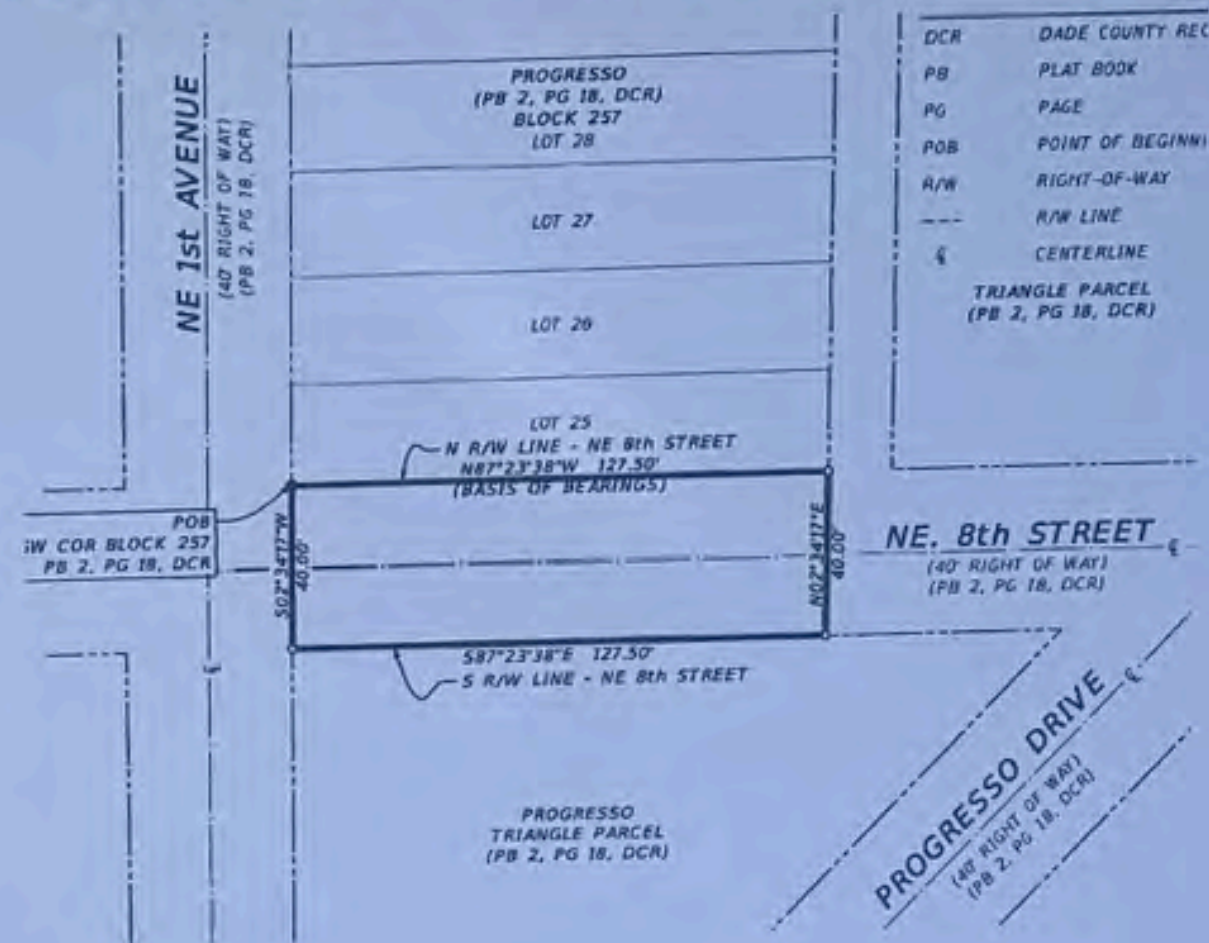 DCR DADE COUNTY REC
PB PLAT BOOK
PG PAGE
POB POINT OF BEGINNI
R/W RIGHT-OF-WAY
R/W LINE
℄ CENTERLINE
TRIANGLE PARCEL
(PB 2, PG 18, DCR)
PROGRESSO
(PB 2, PG 18, DCR)
BLOCK 257
LOT 28
LOT 27
LOT 26
LOT 25
NE 1st AVENUE
(40' RIGHT OF WAY)
(PB 2, PG 18, DCR)
N R/W LINE - NE 8th STREET
N87°23'38"W 127.50'
(BASIS OF BEARINGS)
POB
SW COR BLOCK 257
PB 2, PG 18, DCR
S02°34'17"W
40.00'
N02°34'17"E
40.00'
NE. 8th STREET ℄
(40' RIGHT OF WAY)
(PB 2, PG 18, DCR)
S87°23'38"E 127.50'
S R/W LINE - NE 8th STREET
℄
PROGRESSO DRIVE ℄
(40' RIGHT OF WAY)
(PB 2, PG 18, DCR)
PROGRESSO
TRIANGLE PARCEL
(PB 2, PG 18, DCR)